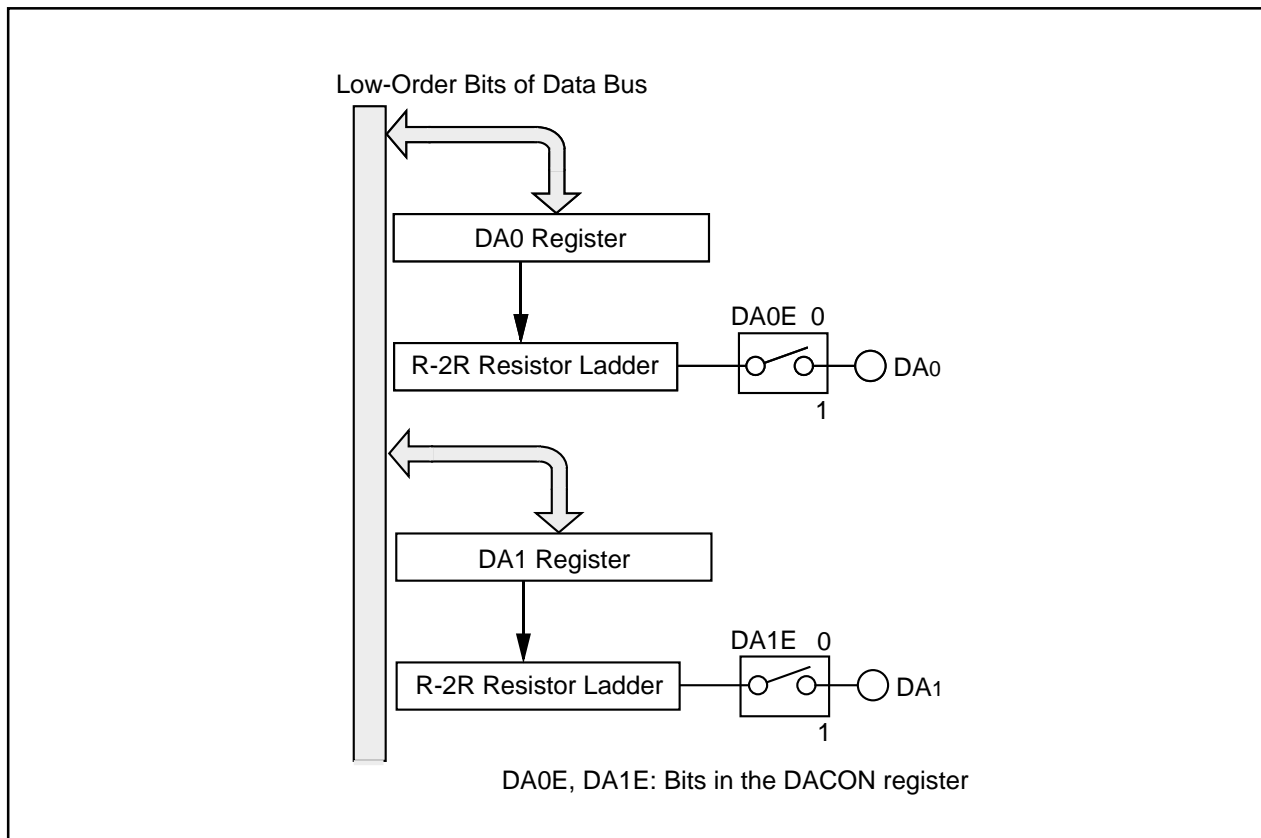 Low-Order Bits of Data Bus
DA0 Register
DA0E 0
R-2R Resistor Ladder
DA0
1
DA1 Register
DA1E 0
R-2R Resistor Ladder
DA1
1
DA0E, DA1E: Bits in the DACON register